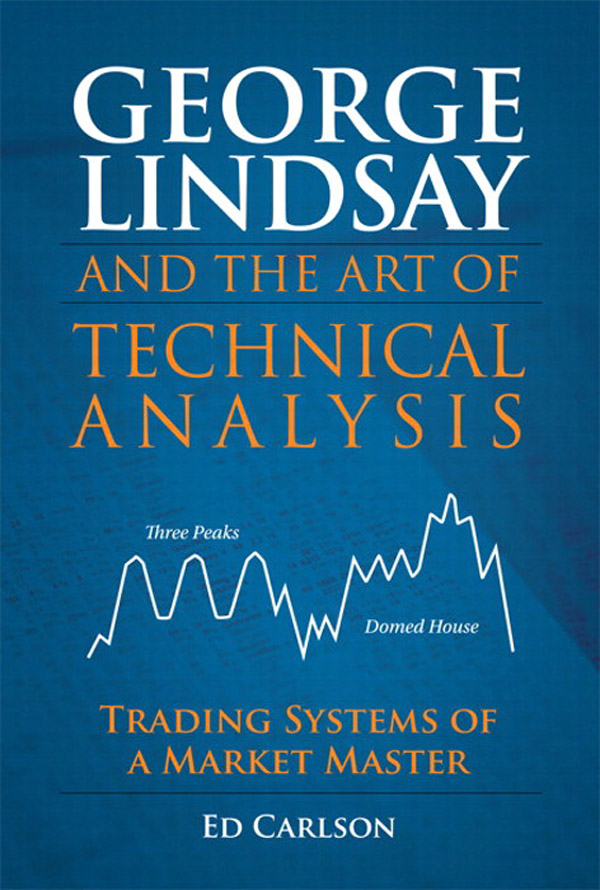 GEORGE
LINDSAY
AND THE ART OF
TECHNICAL
ANALYSIS
Three Peaks
Domed House
TRADING SYSTEMS OF
A MARKET MASTER
ED CARLSON